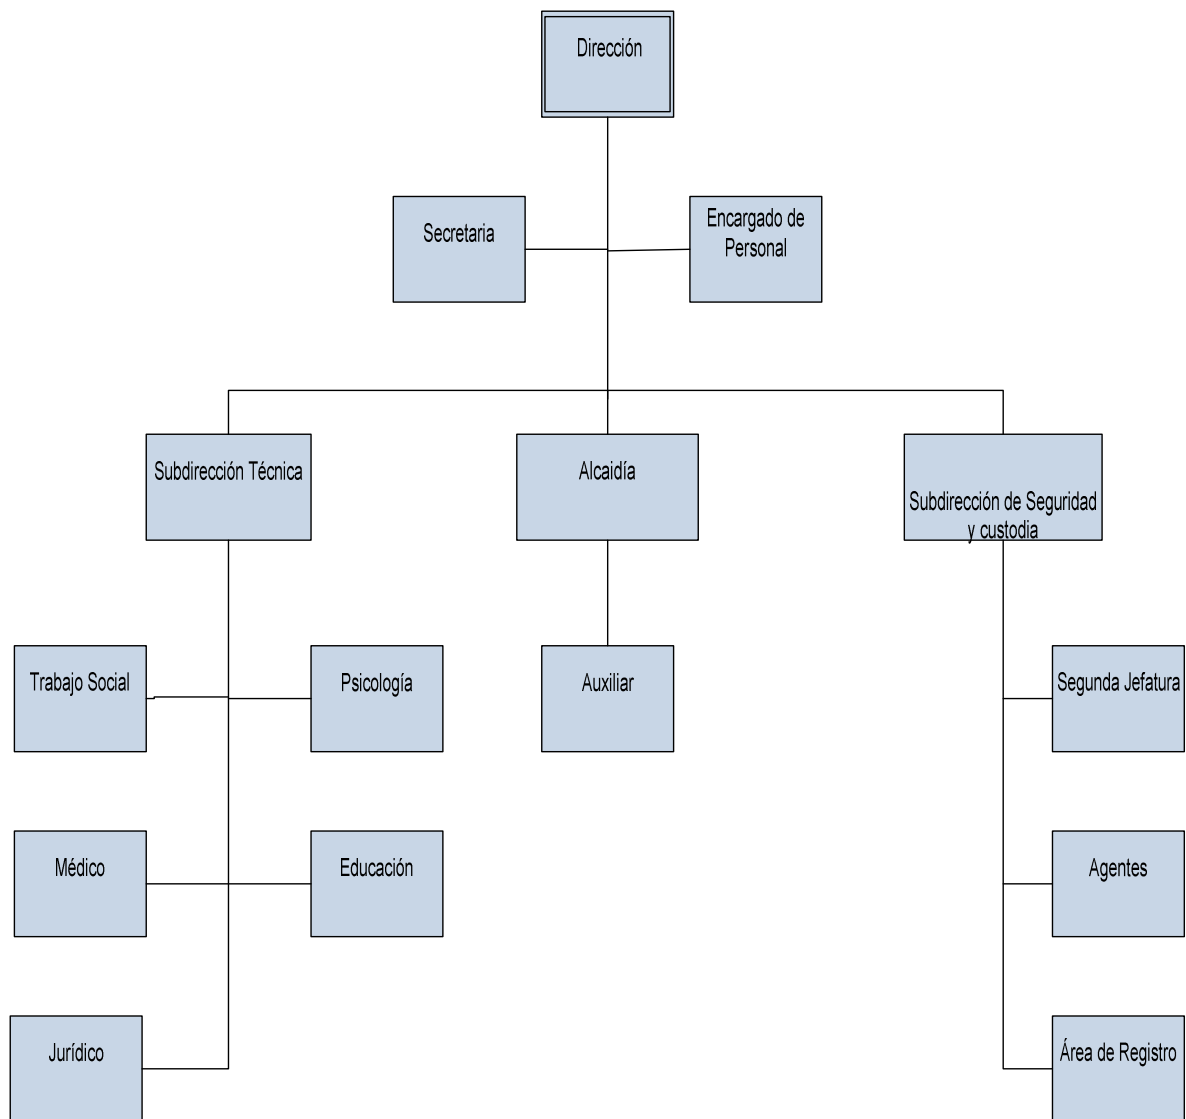 Dirección
Secretaria
Encargado de
Personal
Subdirección Técnica
Alcaidía
Subdirección de Seguridad
y custodia
Trabajo Social
Psicología
Auxiliar
Segunda Jefatura
Médico
Educación
Agentes
Jurídico
Área de Registro